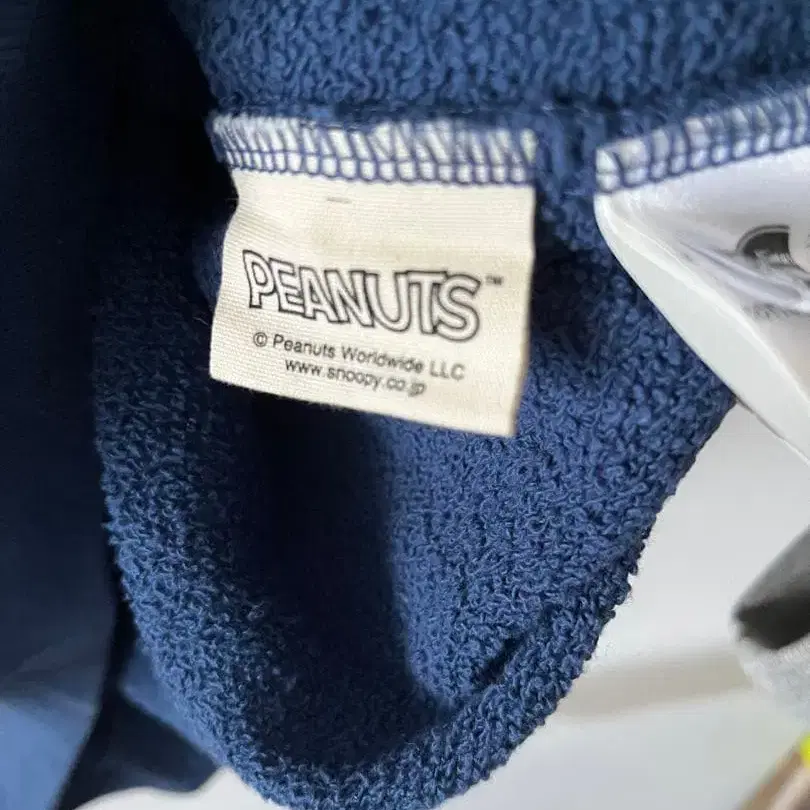 PEANUTS™
© Peanuts Worldwide LLC
www.snoopy.co.jp